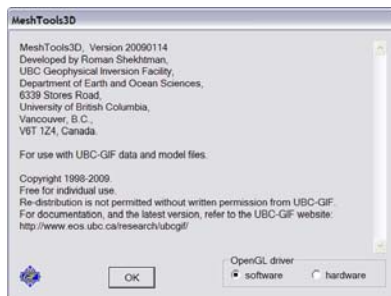 MeshTools3D
MeshTools3D, Version 20090114
Developed by Roman Shekhtman,
UBC Geophysical Inversion Facility,
Department of Earth and Ocean Sciences,
6339 Stores Road,
University of British Columbia,
Vancouver, B.C.,
V6T 1Z4, Canada.
For use with UBC-GIF data and model files.
Copyright 1998-2009.
Free for individual use.
Re-distribution is not permitted without written permission from UBC-GIF.
For documentation, and the latest version, refer to the UBC-GIF website:
http://www.eos.ubc.ca/research/ubcgif/
OpenGL driver
OK
software
hardware